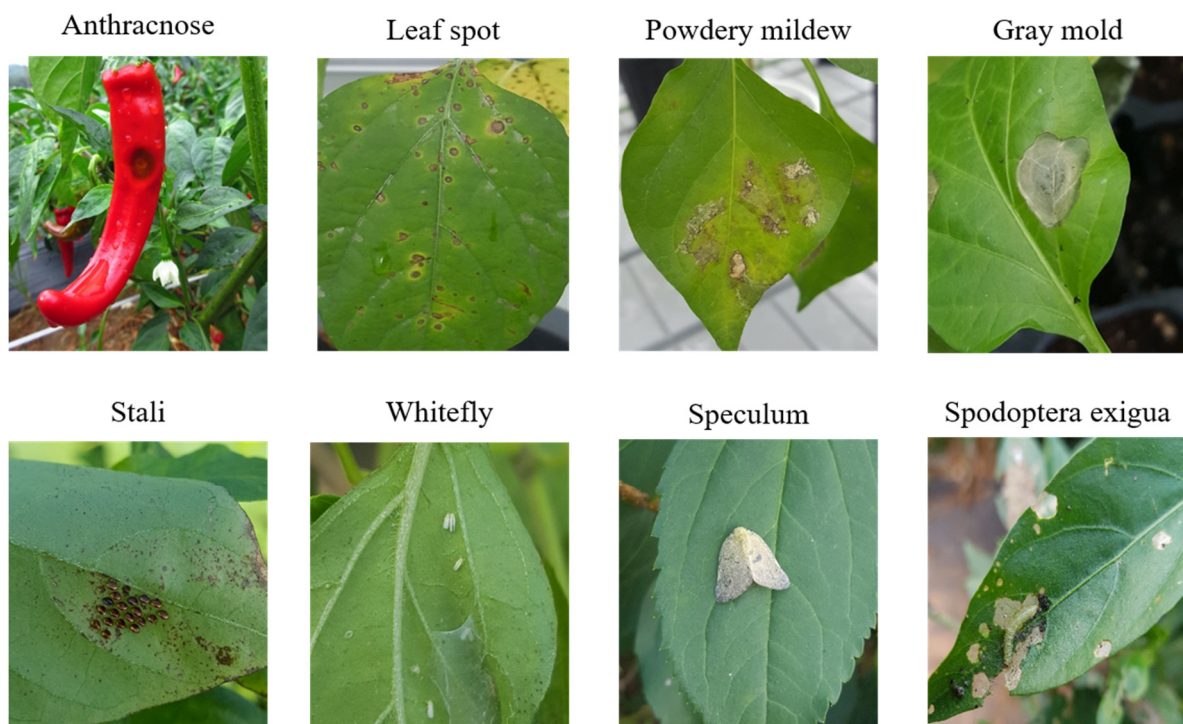 Anthracnose
Leaf spot
Powdery mildew
Gray mold
Stali
Whitefly
Speculum
Spodoptera exigua